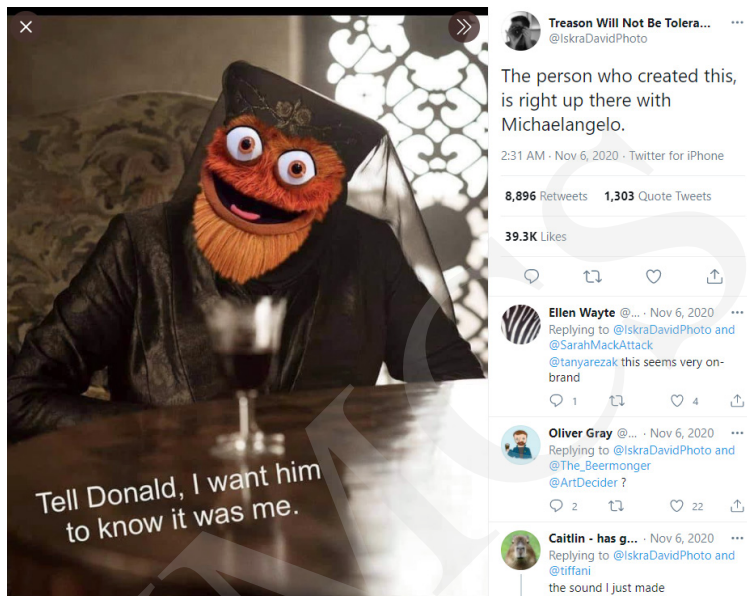 Tell Donald, I want him
to know it was me.
Treason Will Not Be Tolera...
@IskraDavidPhoto
The person who created this,
is right up there with
Michaelangelo.
2:31 AM · Nov 6, 2020 · Twitter for iPhone
8,896 Retweets 1,303 Quote Tweets
39.3K Likes
Ellen Wayte @... · Nov 6, 2020
Replying to @IskraDavidPhoto and
@SarahMackAttack
@tanyarezak this seems very on-
brand
1 4
Oliver Gray @... · Nov 6, 2020
Replying to @IskraDavidPhoto and
@The_Beermonger
@ArtDecider ?
2 22
Caitlin - has g... · Nov 6, 2020
Replying to @IskraDavidPhoto and
@tiffani
the sound I just made